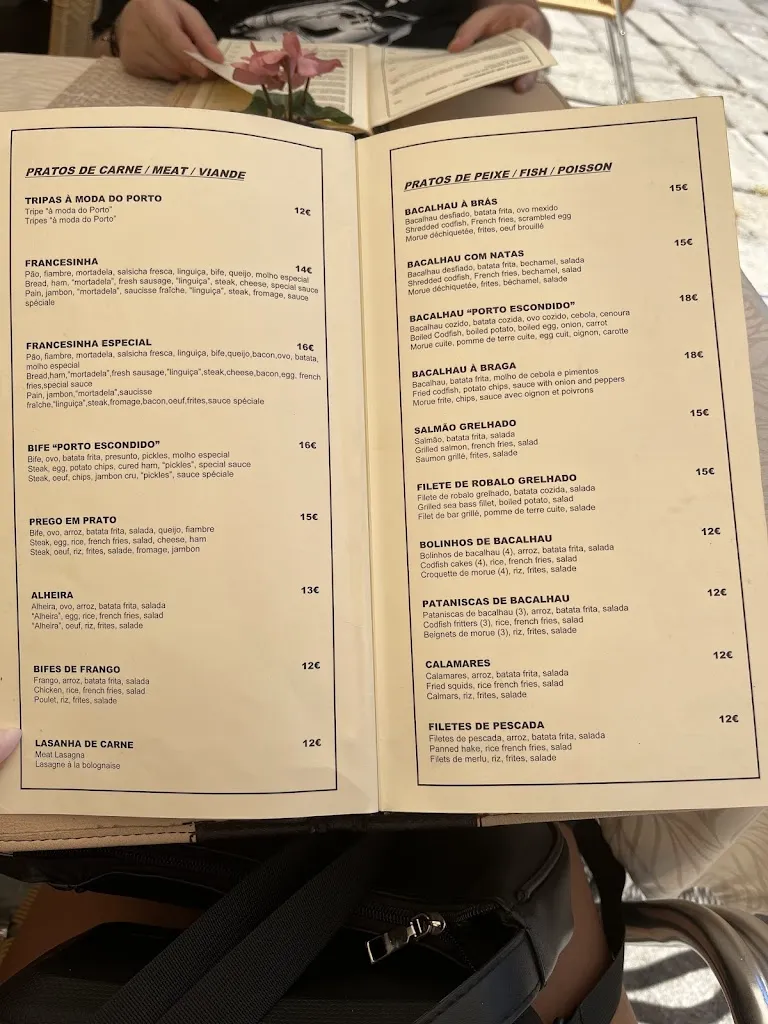 PRATOS DE CARNE / MEAT / VIANDE
TRIPAS À MODA DO PORTO
12€
Tripe "à moda do Porto"
Tripes "à moda do Porto"
FRANCESINHA
14€
Pão, fiambre, mortadela, salsicha fresca, linguiça, bife, queijo, molho especial
Bread, ham, "mortadela", fresh sausage, "linguiça", steak, cheese, special sauce
Pain, jambon, "mortadela", saucisse fraîche, "linguiça", steak, fromage, sauce
spéciale
FRANCESINHA ESPECIAL
16€
Pão, fiambre, mortadela, salsicha fresca, linguiça, bife,queijo,bacon,ovo, batata,
molho especial
Bread,ham,"mortadela",fresh sausage,"linguiça",steak,cheese,bacon,egg, french
fries,special sauce
Pain, jambon,"mortadela",saucisse
fraîche,"linguiça",steak,fromage,bacon,oeuf,frites,sauce spéciale
BIFE "PORTO ESCONDIDO"
16€
Bife, ovo, batata frita, presunto, pickles, molho especial
Steak, egg, potato chips, cured ham, "pickles", special sauce
Steak, oeuf, chips, jambon cru, "pickles", sauce spéciale
PREGO EM PRATO
15€
Bife, ovo, arroz, batata frita, salada, queijo, fiambre
Steak, egg, rice, french fries, salad, cheese, ham
Steak, oeuf, riz, frites, salade, fromage, jambon
ALHEIRA
13€
Alheira, ovo, arroz, batata frita, salada
"Alheira", egg, rice, french fries, salad
"Alheira", oeuf, riz, frites, salade
BIFES DE FRANGO
12€
Frango, arroz, batata frita, salada
Chicken, rice, french fries, salad
Poulet, riz, frites, salade
LASANHA DE CARNE
12€
Meat Lasagna
Lasagne à la bolognaise
PRATOS DE PEIXE / FISH / POISSON
BACALHAU À BRÁS
15€
Bacalhau desfiado, batata frita, ovo mexido
Shredded codfish, French fries, scrambled egg
Morue déchiquetée, frites, oeuf brouillé
BACALHAU COM NATAS
15€
Bacalhau desfiado, batata frita, bechamel, salada
Shredded codfish, French fries, bechamel, salad
Morue déchiquetée, frites, béchamel, salade
BACALHAU "PORTO ESCONDIDO"
18€
Bacalhau cozido, batata cozida, ovo cozido, cebola, cenoura
Boiled Codfish, boiled potato, boiled egg, onion, carrot
Morue cuite, pomme de terre cuite, egg cuit, oignon, carotte
BACALHAU À BRAGA
18€
Bacalhau, batata frita, molho de cebola e pimentos
Fried codfish, potato chips, sauce with onion and peppers
Morue frite, chips, sauce avec oignon et poivrons
SALMÃO GRELHADO
15€
Salmão, batata frita, salada
Grilled salmon, french fries, salad
Saumon grillé, frites, salade
FILETE DE ROBALO GRELHADO
15€
Filete de robalo grelhado, batata cozida, salada
Grilled sea bass fillet, boiled potato, salad
Filet de bar grillé, pomme de terre cuite, salade
BOLINHOS DE BACALHAU
12€
Bolinhos de bacalhau (4), arroz, batata frita, salada
Codfish cakes (4), rice, french fries, salad
Croquette de morue (4), riz, frites, salade
PATANISCAS DE BACALHAU
12€
Pataniscas de bacalhau (3), arroz, batata frita, salada
Codfish fritters (3), rice, french fries, salad
Beignets de morue (3), riz, frites, salade
CALAMARES
12€
Calamares, arroz, batata frita, salada
Fried squids, rice french fries, salad
Calmars, riz, frites, salade
FILETES DE PESCADA
12€
Filetes de pescada, arroz, batata frita, salada
Panned hake, rice french fries, salad
Filets de merlu, riz, frites, salade